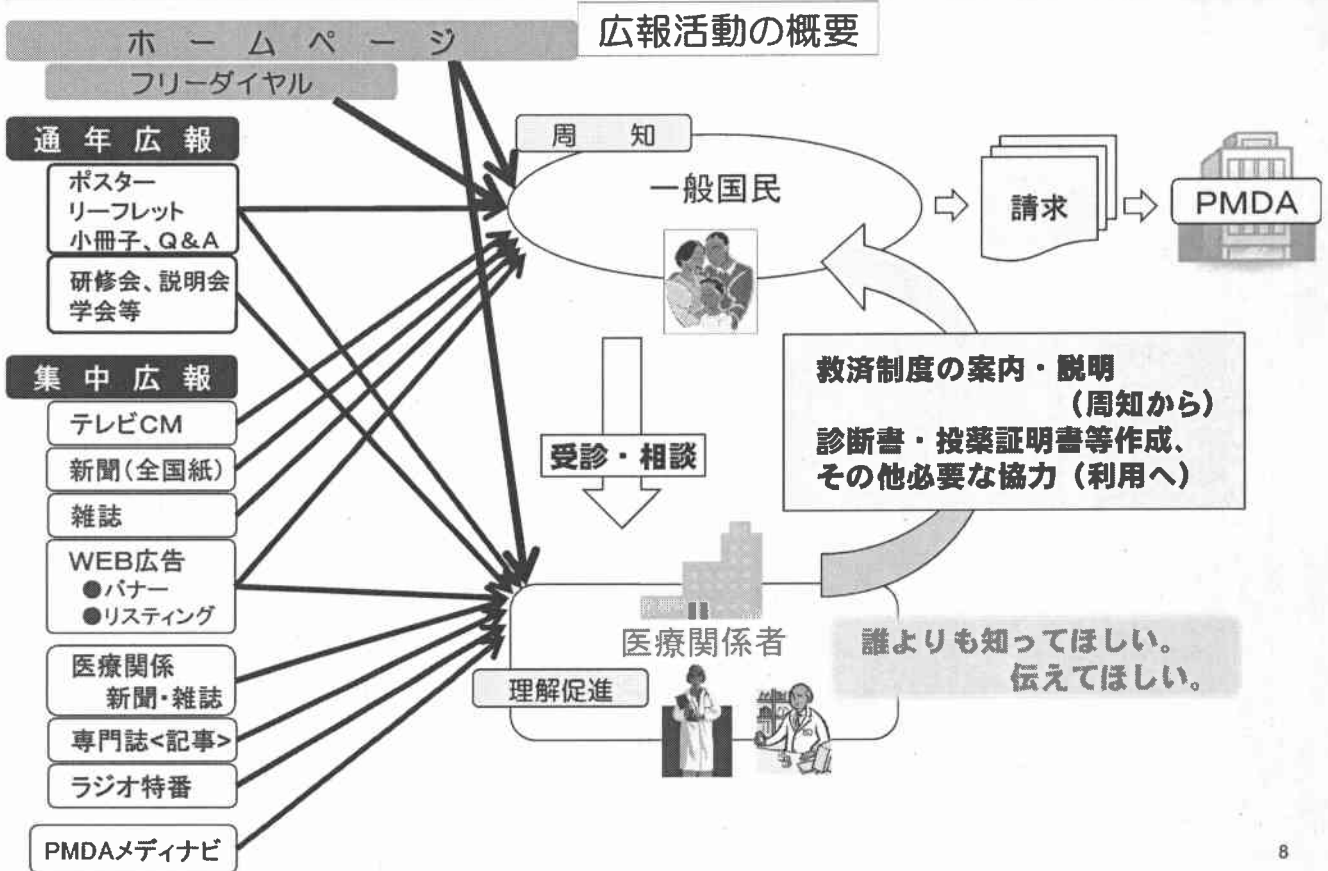 広報活動の概要
ホームページ
フリーダイヤル
通年広報
ポスター
リーフレット
小冊子、Q&A
研修会、説明会
学会等
集中広報
テレビCM
新聞(全国紙)
雑誌
WEB広告
●バナー
●リスティング
医療関係
新聞・雑誌
専門誌<記事>
ラジオ特番
PMDAメディナビ
周知
一般国民
請求
PMDA
受診・相談
救済制度の案内・説明
(周知から)
診断書・投薬証明書等作成、
その他必要な協力(利用へ)
医療関係者
理解促進
誰よりも知ってほしい。
伝えてほしい。
8